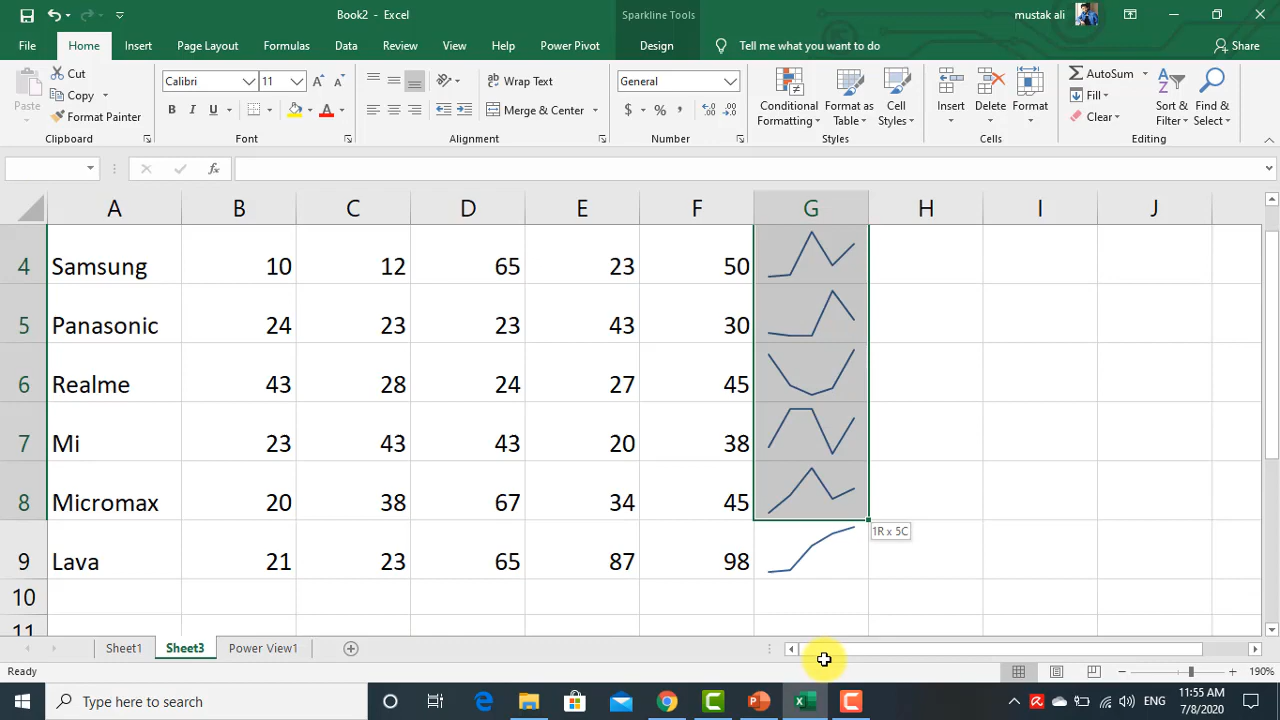 Book2 - Excel
Sparkline Tools
mustak ali
File Home Insert Page Layout Formulas Data Review View Help Power Pivot Design Tell me what you want to do Share
Paste
Cut
Copy
Format Painter
Clipboard
Calibri 11
B I U A
Font
Wrap Text
Merge & Center
Alignment
General
$ % ,
Number
Conditional Formatting
Format as Table
Cell Styles
Styles
Insert Delete Format
Cells
AutoSum
Fill
Clear
Sort & Filter
Find & Select
Editing
fx
A B C D E F G H I J
4 Samsung 10 12 65 23 50
5 Panasonic 24 23 23 43 30
6 Realme 43 28 24 27 45
7 Mi 23 43 43 20 38
8 Micromax 20 38 67 34 45
1R x 5C
9 Lava 21 23 65 87 98
10
11
Sheet1 Sheet3 Power View1
Ready 190%
Type here to search
ENG
11:55 AM
7/8/2020